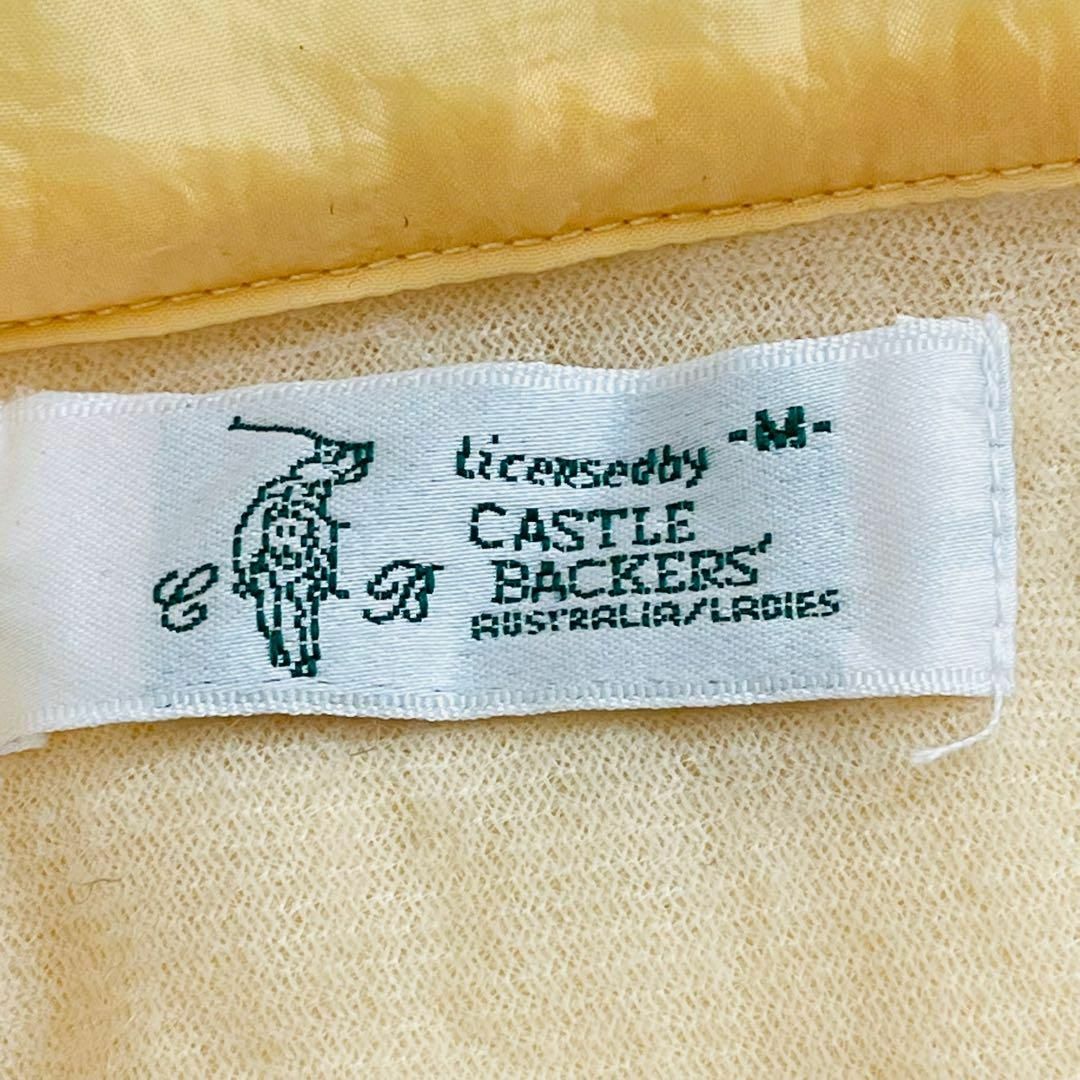 C B
licensedby -M-
CASTLE
BACKERS'
AUSTRALIA/LADIES